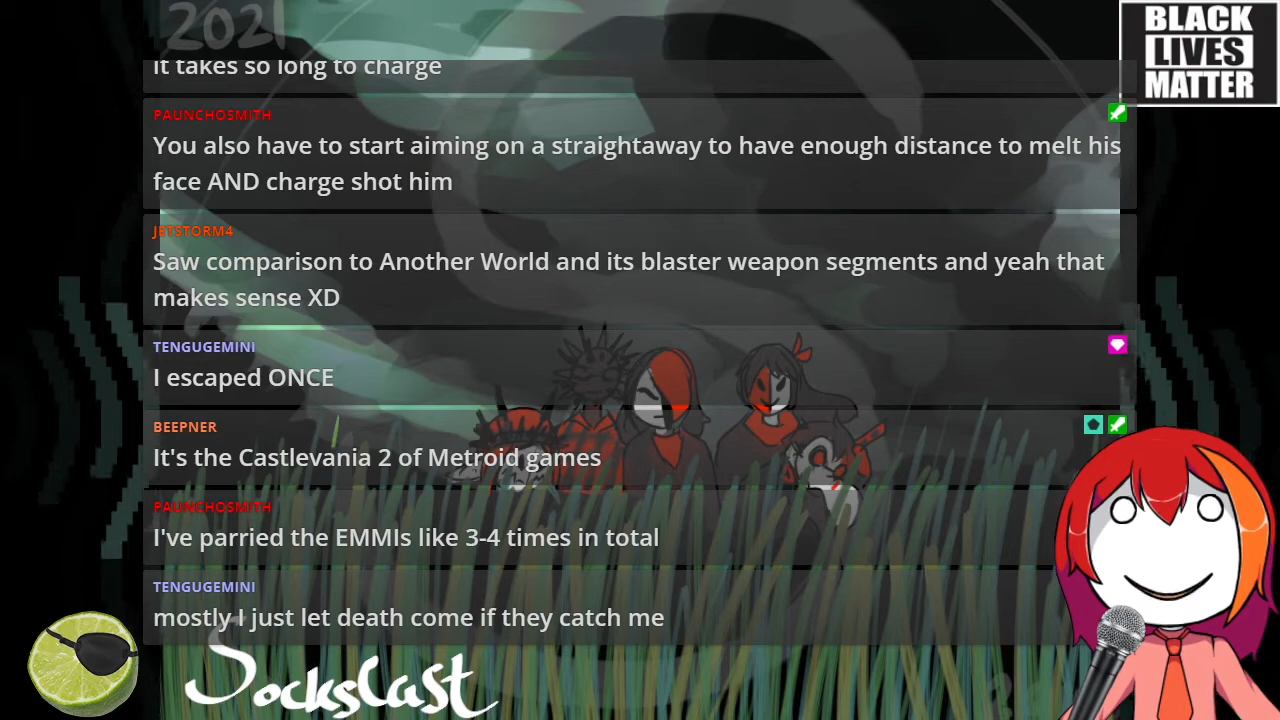 2021
BLACK
LIVES
MATTER
it takes so long to charge
PAUNCHOSMITH
You also have to start aiming on a straightaway to have enough distance to melt his
face AND charge shot him
JETSTORM4
Saw comparison to Another World and its blaster weapon segments and yeah that
makes sense XD
TENGUGEMINI
I escaped ONCE
BEEPNER
It's the Castlevania 2 of Metroid games
PAUNCHOSMITH
I've parried the EMMIs like 3-4 times in total
TENGUGEMINI
mostly I just let death come if they catch me
SocksCast